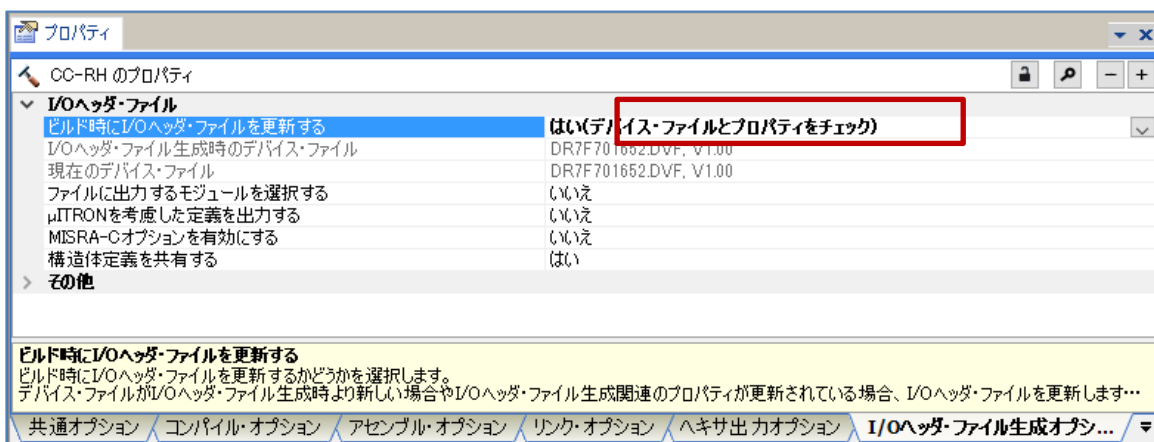 プロパティ
CC-RH のプロパティ
I/Oヘッダ・ファイル
ビルド時にI/Oヘッダ・ファイルを更新する はい(デバイス・ファイルとプロパティをチェック)
I/Oヘッダ・ファイル生成時のデバイス・ファイル DR7F701652.DVF, V1.00
現在のデバイス・ファイル DR7F701652.DVF, V1.00
ファイルに出力するモジュールを選択する いいえ
μITRONを考慮した定義を出力する いいえ
MISRA-Cオプションを有効にする いいえ
構造体定義を共有する はい
その他
ビルド時にI/Oヘッダ・ファイルを更新する
ビルド時にI/Oヘッダ・ファイルを更新するかどうかを選択します。
デバイス・ファイルがI/Oヘッダ・ファイル生成時より新しい場合やI/Oヘッダ・ファイル生成関連のプロパティが更新されている場合、I/Oヘッダ・ファイルを更新します…
共通オプション コンパイル・オプション アセンブル・オプション リンク・オプション ヘキサ出力オプション I/Oヘッダ・ファイル生成オプシ...